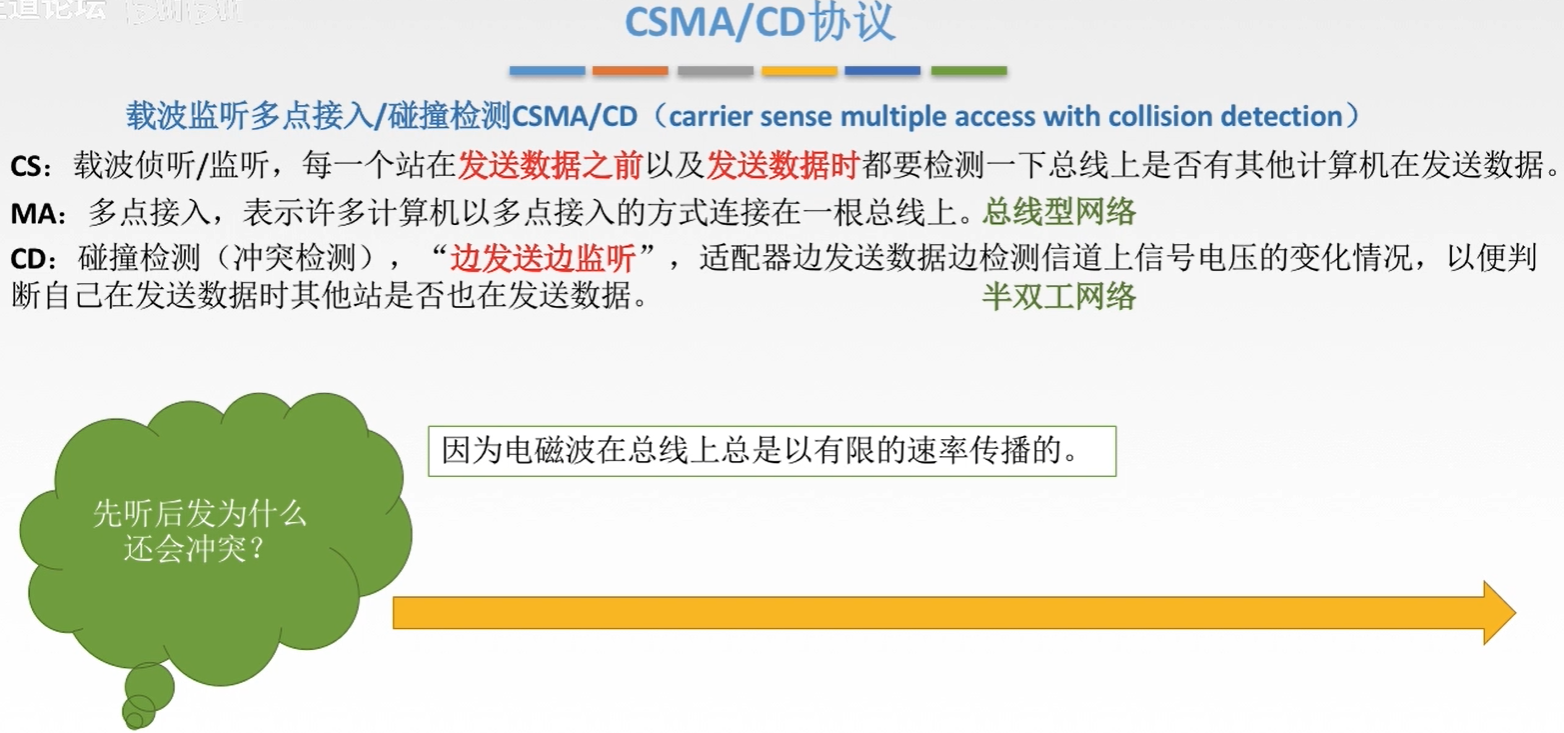 CSMA/CD协议
载波监听多点接入/碰撞检测CSMA/CD（carrier sense multiple access with collision detection）
CS：载波侦听/监听，每一个站在发送数据之前以及发送数据时都要检测一下总线上是否有其他计算机在发送数据。
MA：多点接入，表示许多计算机以多点接入的方式连接在一根总线上。总线型网络
CD：碰撞检测（冲突检测），“边发送边监听”，适配器边发送数据边检测信道上信号电压的变化情况，以便判
断自己在发送数据时其他站是否也在发送数据。 半双工网络
因为电磁波在总线上总是以有限的速率传播的。
先听后发为什么
还会冲突？